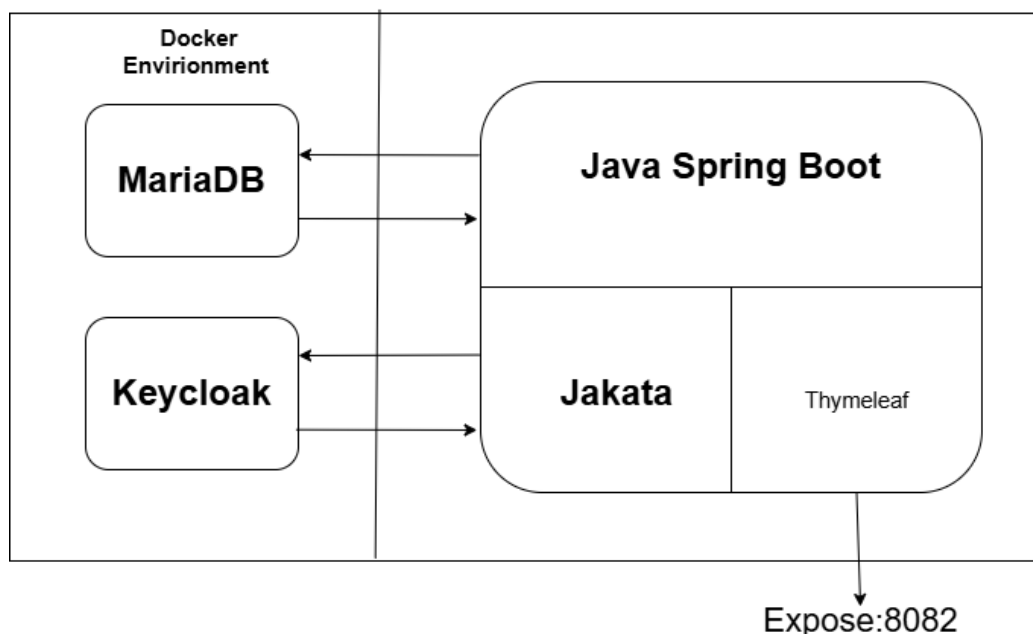 Docker
Envirionment
MariaDB
Java Spring Boot
Keycloak
Jakata
Thymeleaf
Expose:8082